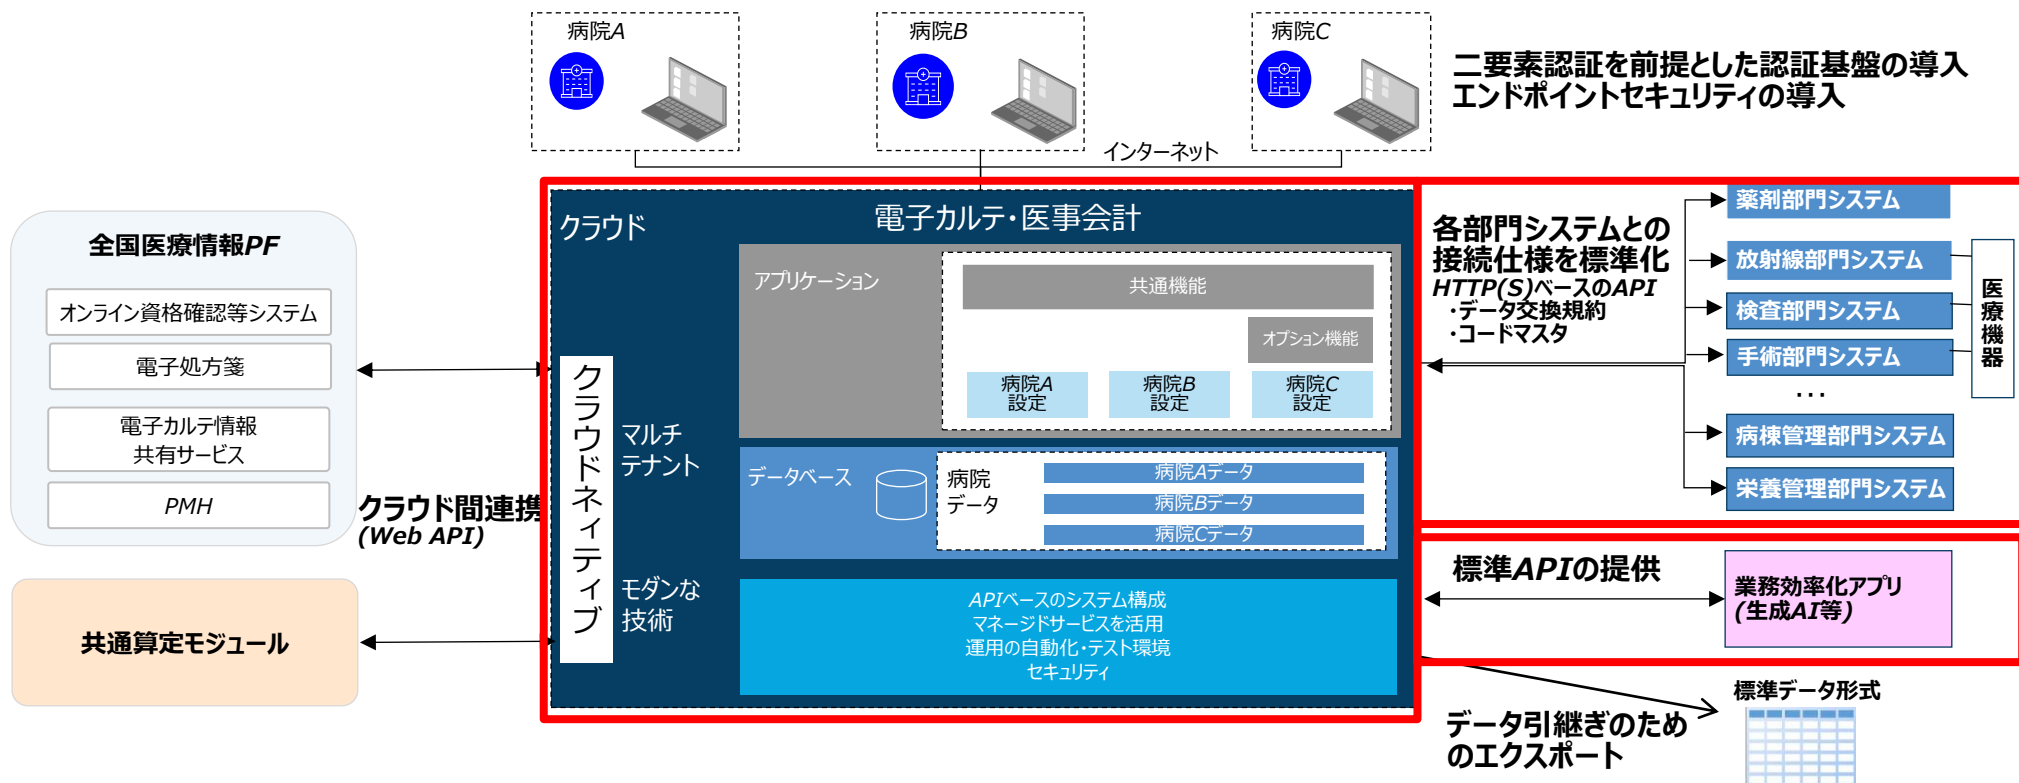 病院A
病院B
病院C
二要素認証を前提とした認証基盤の導入
エンドポイントセキュリティの導入
インターネット
全国医療情報PF
オンライン資格確認等システム
電子処方箋
電子カルテ情報
共有サービス
PMH
クラウド間連携
(Web API)
共通算定モジュール
クラウド
電子カルテ・医事会計
クラウドネィティブ
マルチ
テナント
モダンな
技術
アプリケーション
共通機能
オプション機能
病院A
設定
病院B
設定
病院C
設定
データベース
病院
データ
病院Aデータ
病院Bデータ
病院Cデータ
APIベースのシステム構成
マネージドサービスを活用
運用の自動化・テスト環境
セキュリティ
各部門システムとの
接続仕様を標準化
HTTP(S)ベースのAPI
・データ交換規約
・コードマスタ
薬剤部門システム
放射線部門システム
検査部門システム
手術部門システム
・・・
病棟管理部門システム
栄養管理部門システム
医療機器
標準APIの提供
業務効率化アプリ
(生成AI等)
標準データ形式
データ引継ぎのため
のエクスポート